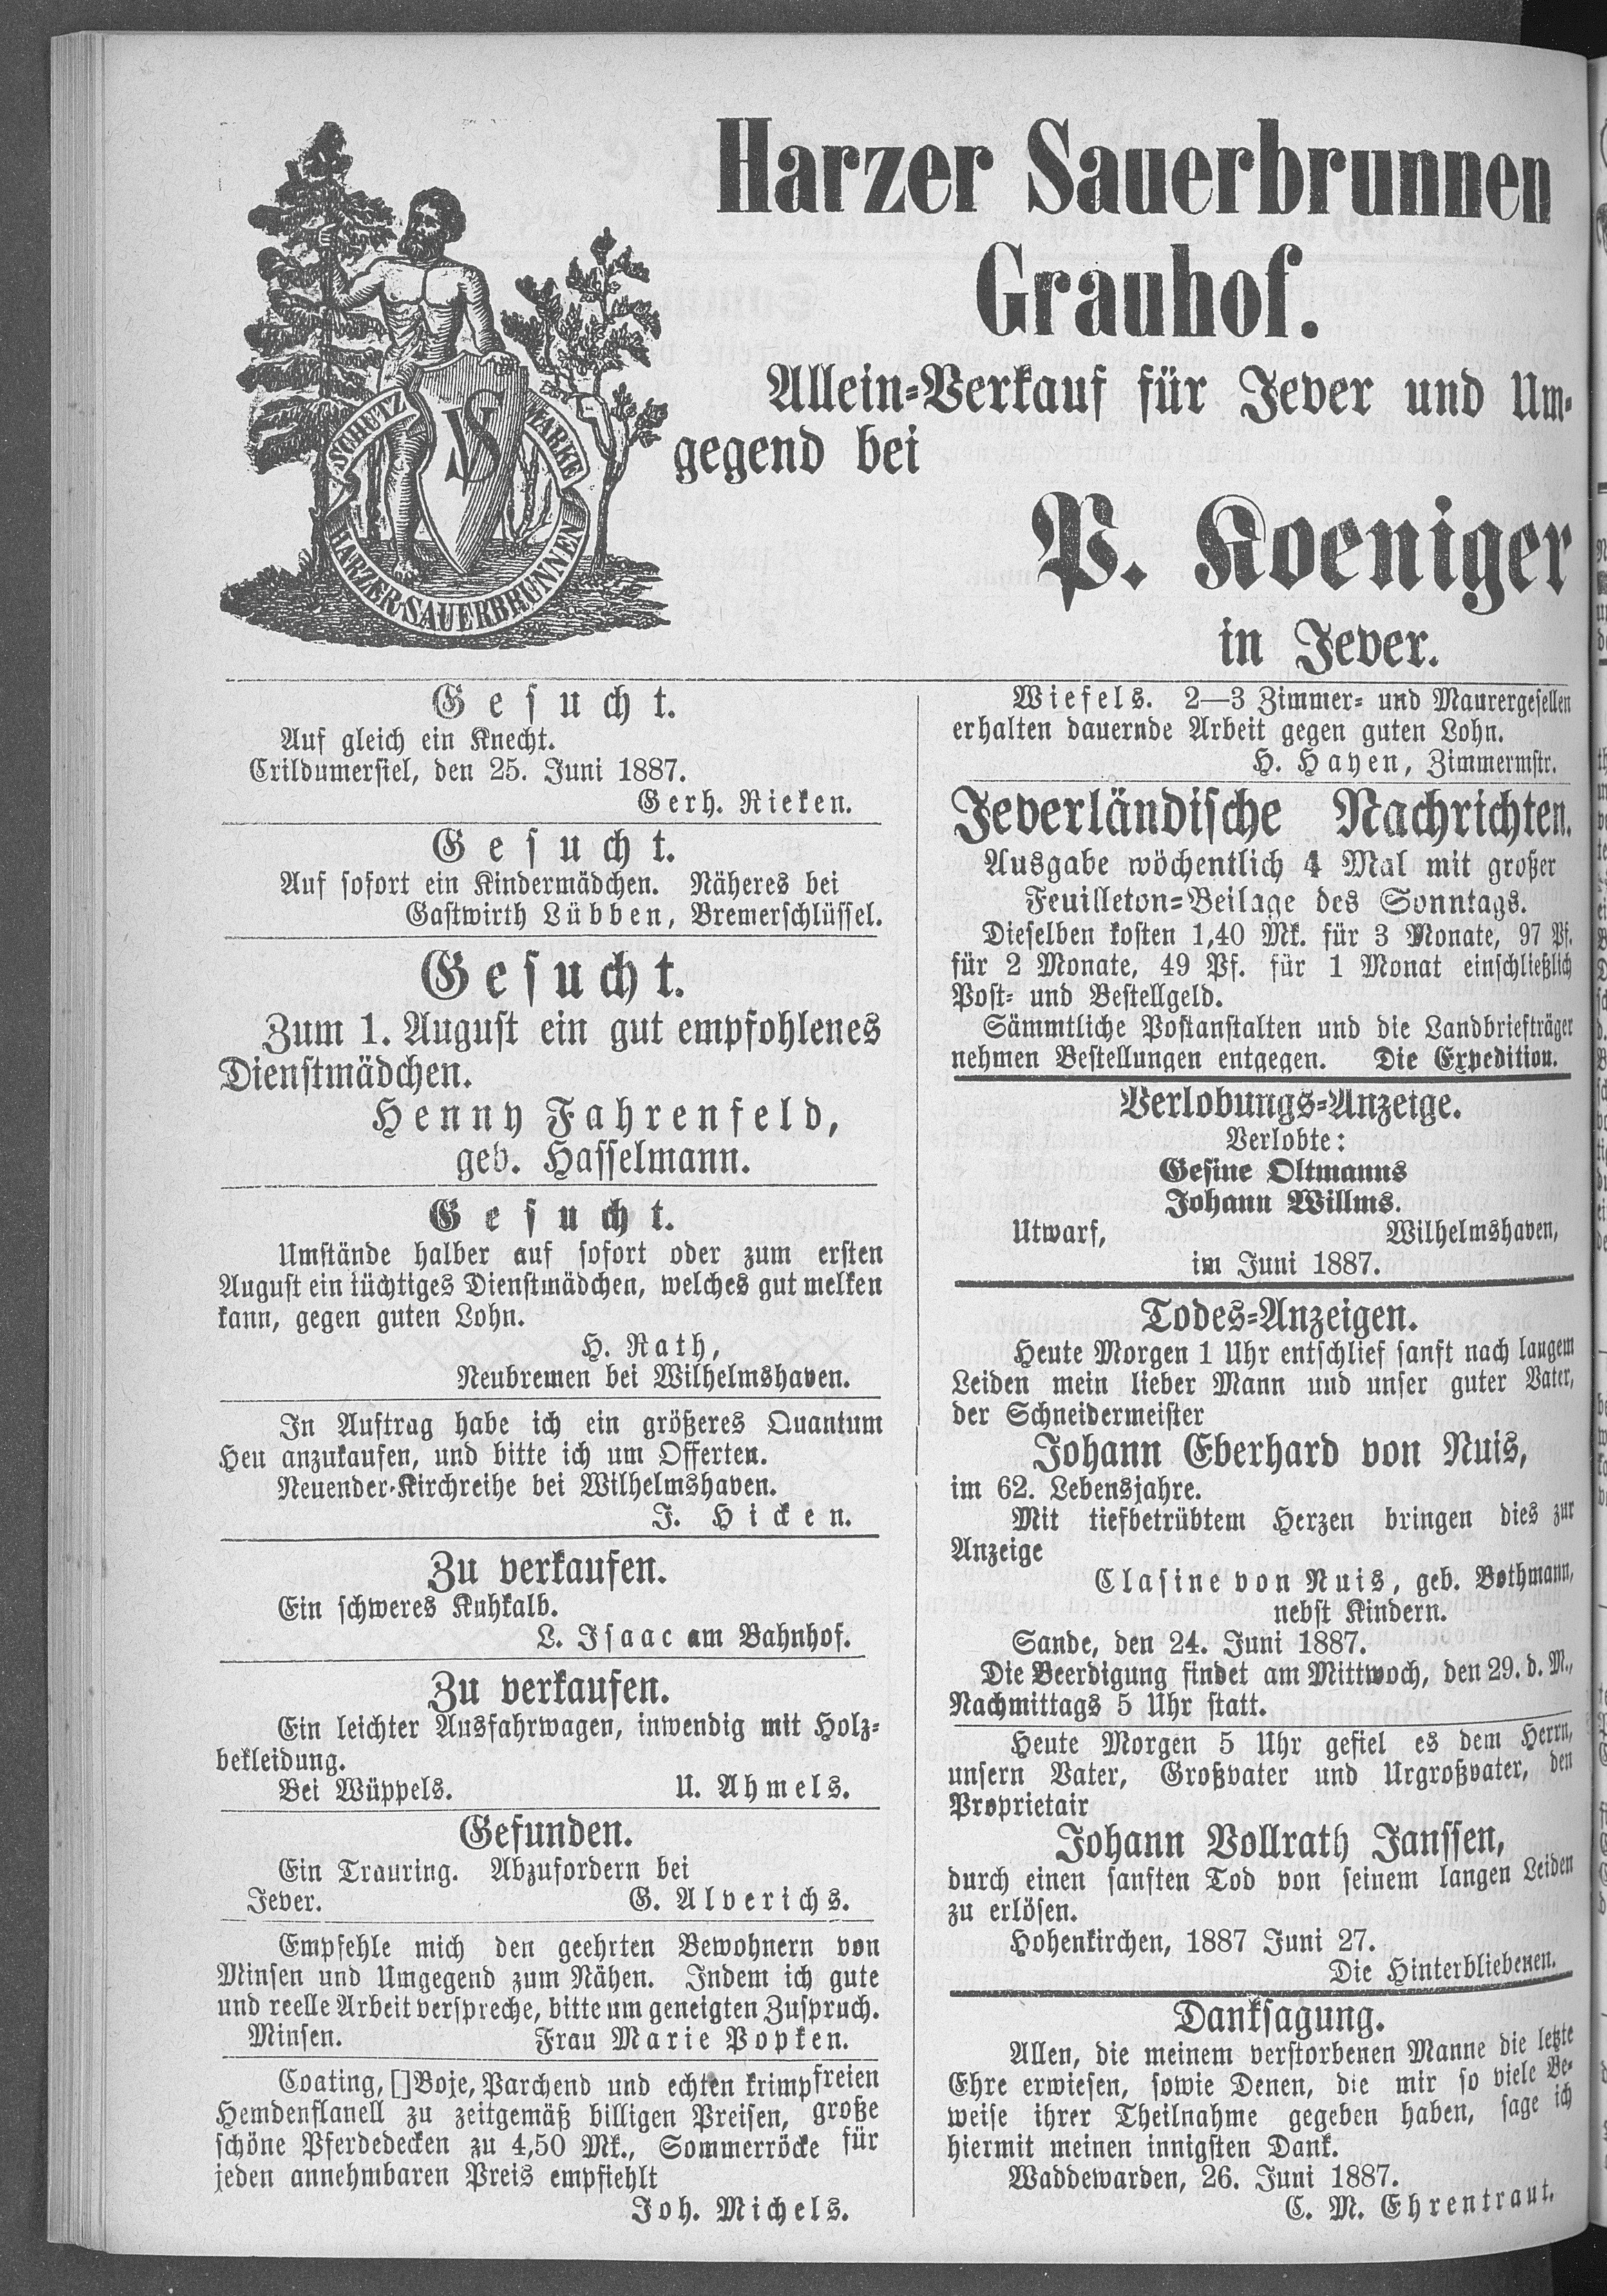 Harzer Sauerbrunnen
Grauhof.
Allein-Verkauf für Jever und Um-
gegend bei
P. Koeniger
in Jever.
SCHUTZ MARKE
VS
HARZER-SAUERBRUNNEN
Gesucht.
Auf gleich ein Knecht.
Crildumersiel, den 25. Juni 1887.
Gerh. Rieken.
Gesucht.
Auf sofort ein Kindermädchen. Näheres bei
Gastwirth Lübben, Bremerschlüssel.
Gesucht.
Zum 1. August ein gut empfohlenes
Dienstmädchen.
Henny Fahrenfeld,
geb. Hasselmann.
Gesucht.
Umstände halber auf sofort oder zum ersten
August ein tüchtiges Dienstmädchen, welches gut melken
kann, gegen guten Lohn.
H. Rath,
Neubremen bei Wilhelmshaven.
In Auftrag habe ich ein größeres Quantum
Heu anzukaufen, und bitte ich um Offerten.
Neuender-Kirchreihe bei Wilhelmshaven.
J. Hicken.
Zu verkaufen.
Ein schweres Kuhkalb.
L. Isaac am Bahnhof.
Zu verkaufen.
Ein leichter Ausfahrwagen, inwendig mit Holz-
bekleidung.
Bei Wüppels. U. Ahmels.
Gefunden.
Ein Trauring. Abzufordern bei
Jever. G. Alverichs.
Empfehle mich den geehrten Bewohnern von
Minsen und Umgegend zum Nähen. Indem ich gute
und reelle Arbeit verspreche, bitte um geneigten Zuspruch.
Minsen. Frau Marie Popken.
Coating, []Boje, Parchend und echten krimpfreien
Hemdenflanell zu zeitgemäß billigen Preisen, große
schöne Pferdedecken zu 4,50 Mk., Sommerröcke für
jeden annehmbaren Preis empfiehlt
Joh. Michels.
Wiefels. 2—3 Zimmer- und Maurergesellen
erhalten dauernde Arbeit gegen guten Lohn.
H. Hayen, Zimmermstr.
Jeverländische Nachrichten.
Ausgabe wöchentlich 4 Mal mit großer
Feuilleton-Beilage des Sonntags.
Dieselben kosten 1,40 Mk. für 3 Monate, 97 Pf.
für 2 Monate, 49 Pf. für 1 Monat einschließlich
Post- und Bestellgeld.
Sämmtliche Postanstalten und die Landbriefträger
nehmen Bestellungen entgegen. Die Expedition.
Verlobungs-Anzeige.
Verlobte:
Gesine Oltmanns
Johann Willms.
Utwarf, Wilhelmshaven,
im Juni 1887.
Todes-Anzeigen.
Heute Morgen 1 Uhr entschlief sanft nach langem
Leiden mein lieber Mann und unser guter Vater,
der Schneidermeister
Johann Eberhard von Nuis,
im 62. Lebensjahre.
Mit tiefbetrübtem Herzen bringen dies zur
Anzeige
Clasine von Nuis, geb. Bothmann,
nebst Kindern.
Sande, den 24. Juni 1887.
Die Beerdigung findet am Mittwoch, den 29. d. M.,
Nachmittags 5 Uhr statt.
Heute Morgen 5 Uhr gefiel es dem Herrn,
unsern Vater, Großvater und Urgroßvater, den
Proprietair
Johann Vollrath Janssen,
durch einen sanften Tod von seinem langen Leiden
zu erlösen.
Hohenkirchen, 1887 Juni 27.
Die Hinterbliebenen.
Danksagung.
Allen, die meinem verstorbenen Manne die letzte
Ehre erwiesen, sowie Denen, die mir so viele Be-
weise ihrer Theilnahme gegeben haben, sage ich
hiermit meinen innigsten Dank.
Waddewarden, 26. Juni 1887.
C. M. Ehrentraut.